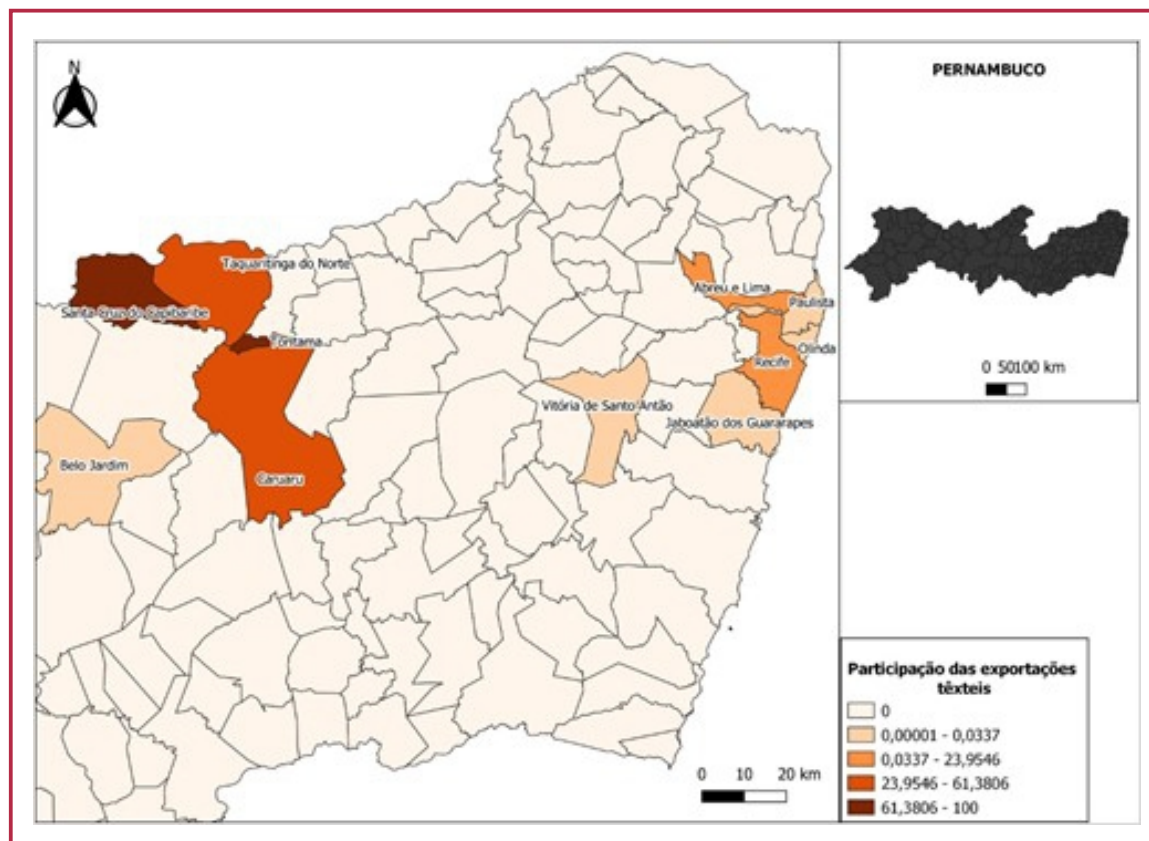 N
PERNAMBUCO
Taquaritinga do Norte
Santa Cruz do Capibaribe
Toritama
Abreu e Lima
Paulista
Olinda
Recife
Vitória de Santo Antão
Jaboatão dos Guararapes
Belo Jardim
Caruaru
0 50100 km
Participação das exportações
têxteis
0
0,00001 - 0,0337
0,0337 - 23,9546
23,9546 - 61,3806
61,3806 - 100
0 10 20 km